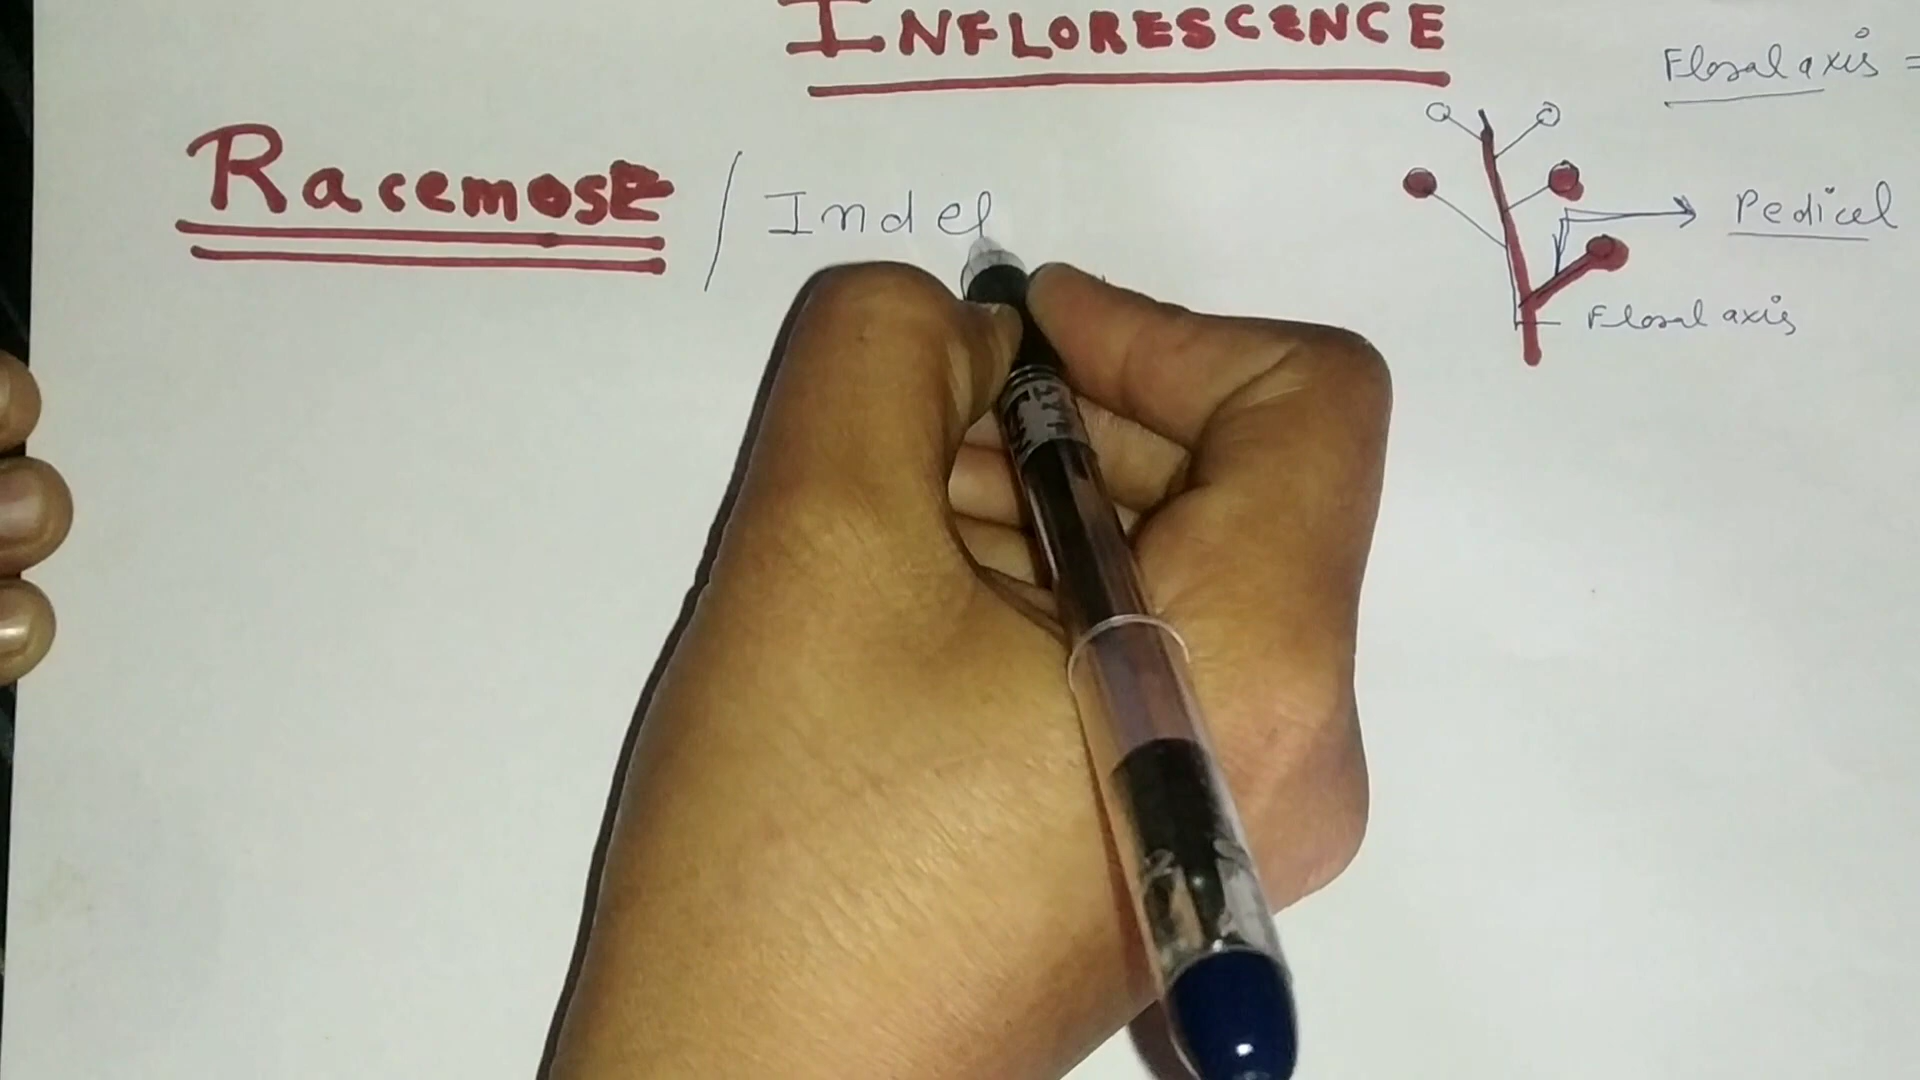 INFLORESCENCE
Floral axis =
Racemose / Indef
Pedicel
Floral axis